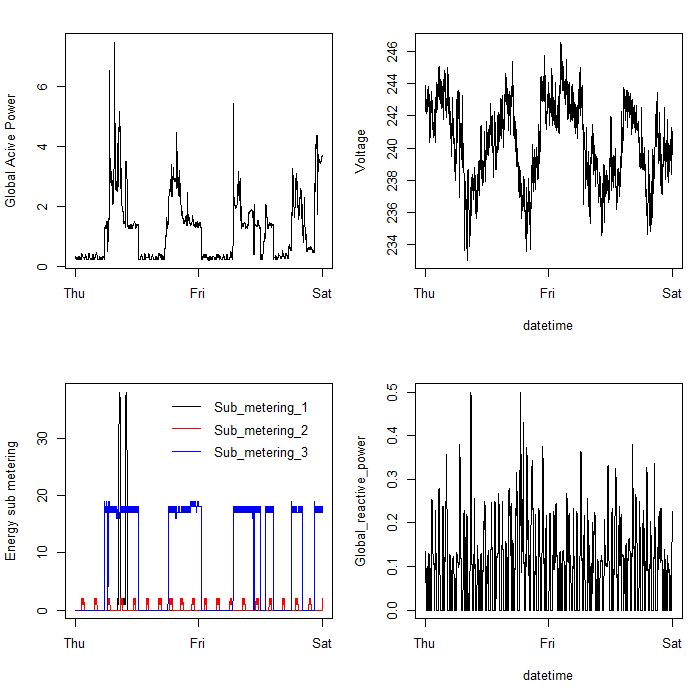 Global Acive Power
0
2
4
6
Thu
Fri
Sat
Voltage
234
236
238
240
242
244
246
Thu
Fri
Sat
datetime
Energy sub metering
0
10
20
30
Sub_metering_1
Sub_metering_2
Sub_metering_3
Thu
Fri
Sat
Global_reactive_power
0.0
0.1
0.2
0.3
0.4
0.5
Thu
Fri
Sat
datetime